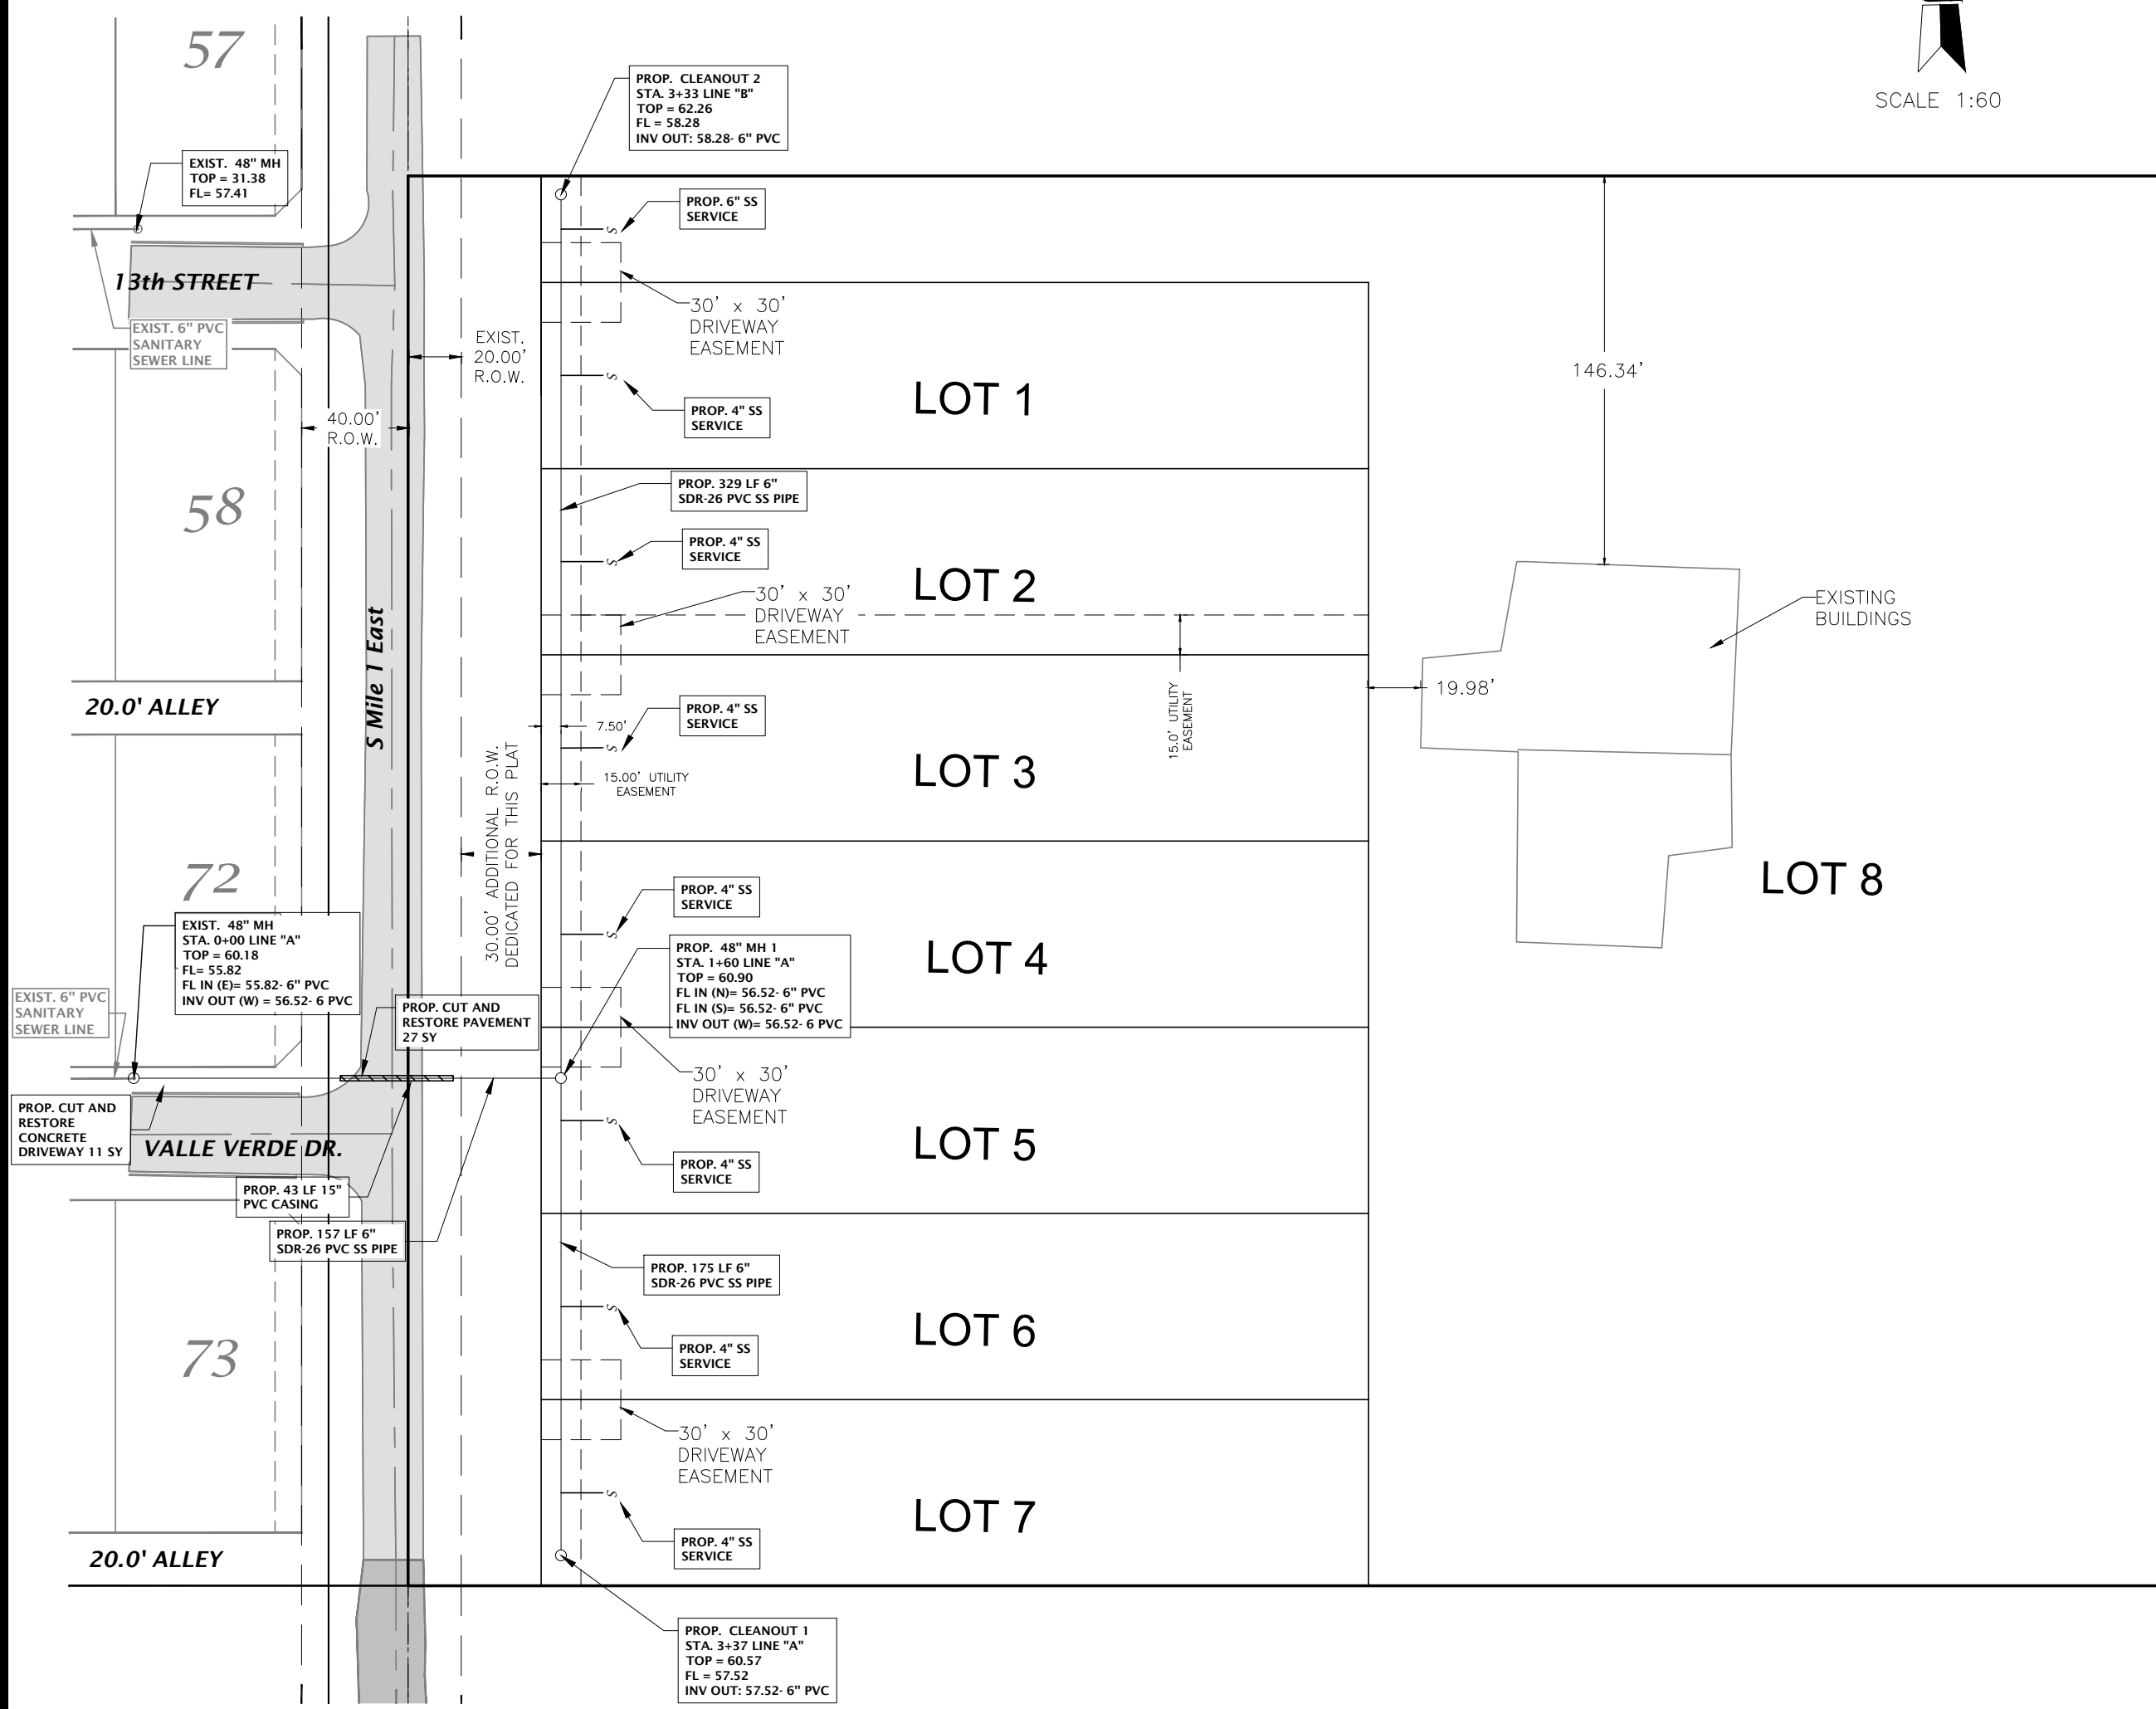 57
SCALE 1:60
PROP. CLEANOUT 2
STA. 3+33 LINE "B"
TOP = 62.26
FL = 58.28
INV OUT: 58.28- 6" PVC
EXIST. 48" MH
TOP = 31.38
FL= 57.41
PROP. 6" SS
SERVICE
S
13th STREET
30' x 30'
DRIVEWAY
EASEMENT
EXIST. 6" PVC
SANITARY
SEWER LINE
EXIST.
20.00'
R.O.W.
146.34'
S
LOT 1
PROP. 4" SS
SERVICE
40.00'
R.O.W.
58
PROP. 329 LF 6"
SDR-26 PVC SS PIPE
PROP. 4" SS
SERVICE
S
LOT 2
30' x 30'
DRIVEWAY
EASEMENT
EXISTING
BUILDINGS
S Mile 1 East
20.0' ALLEY
PROP. 4" SS
SERVICE
19.98'
15.0' UTILITY
EASEMENT
7.50'
S
LOT 3
15.00' UTILITY
EASEMENT
30.00' ADDITIONAL R.O.W.
DEDICATED FOR THIS PLAT
72
LOT 8
PROP. 4" SS
SERVICE
S
EXIST. 48" MH
STA. 0+00 LINE "A"
TOP = 60.18
FL= 55.82
FL IN (E)= 55.82- 6" PVC
INV OUT (W) = 56.52- 6 PVC
PROP. 48" MH 1
STA. 1+60 LINE "A"
TOP = 60.90
FL IN (N)= 56.52- 6" PVC
FL IN (S)= 56.52- 6" PVC
INV OUT (W)= 56.52- 6 PVC
LOT 4
EXIST. 6" PVC
SANITARY
SEWER LINE
PROP. CUT AND
RESTORE PAVEMENT
27 SY
30' x 30'
DRIVEWAY
EASEMENT
PROP. CUT AND
RESTORE
CONCRETE
DRIVEWAY 11 SY
VALLE VERDE DR.
S
LOT 5
PROP. 4" SS
SERVICE
PROP. 43 LF 15"
PVC CASING
PROP. 157 LF 6"
SDR-26 PVC SS PIPE
PROP. 175 LF 6"
SDR-26 PVC SS PIPE
S
LOT 6
73
PROP. 4" SS
SERVICE
30' x 30'
DRIVEWAY
EASEMENT
S
LOT 7
PROP. 4" SS
SERVICE
20.0' ALLEY
PROP. CLEANOUT 1
STA. 3+37 LINE "A"
TOP = 60.57
FL = 57.52
INV OUT: 57.52- 6" PVC